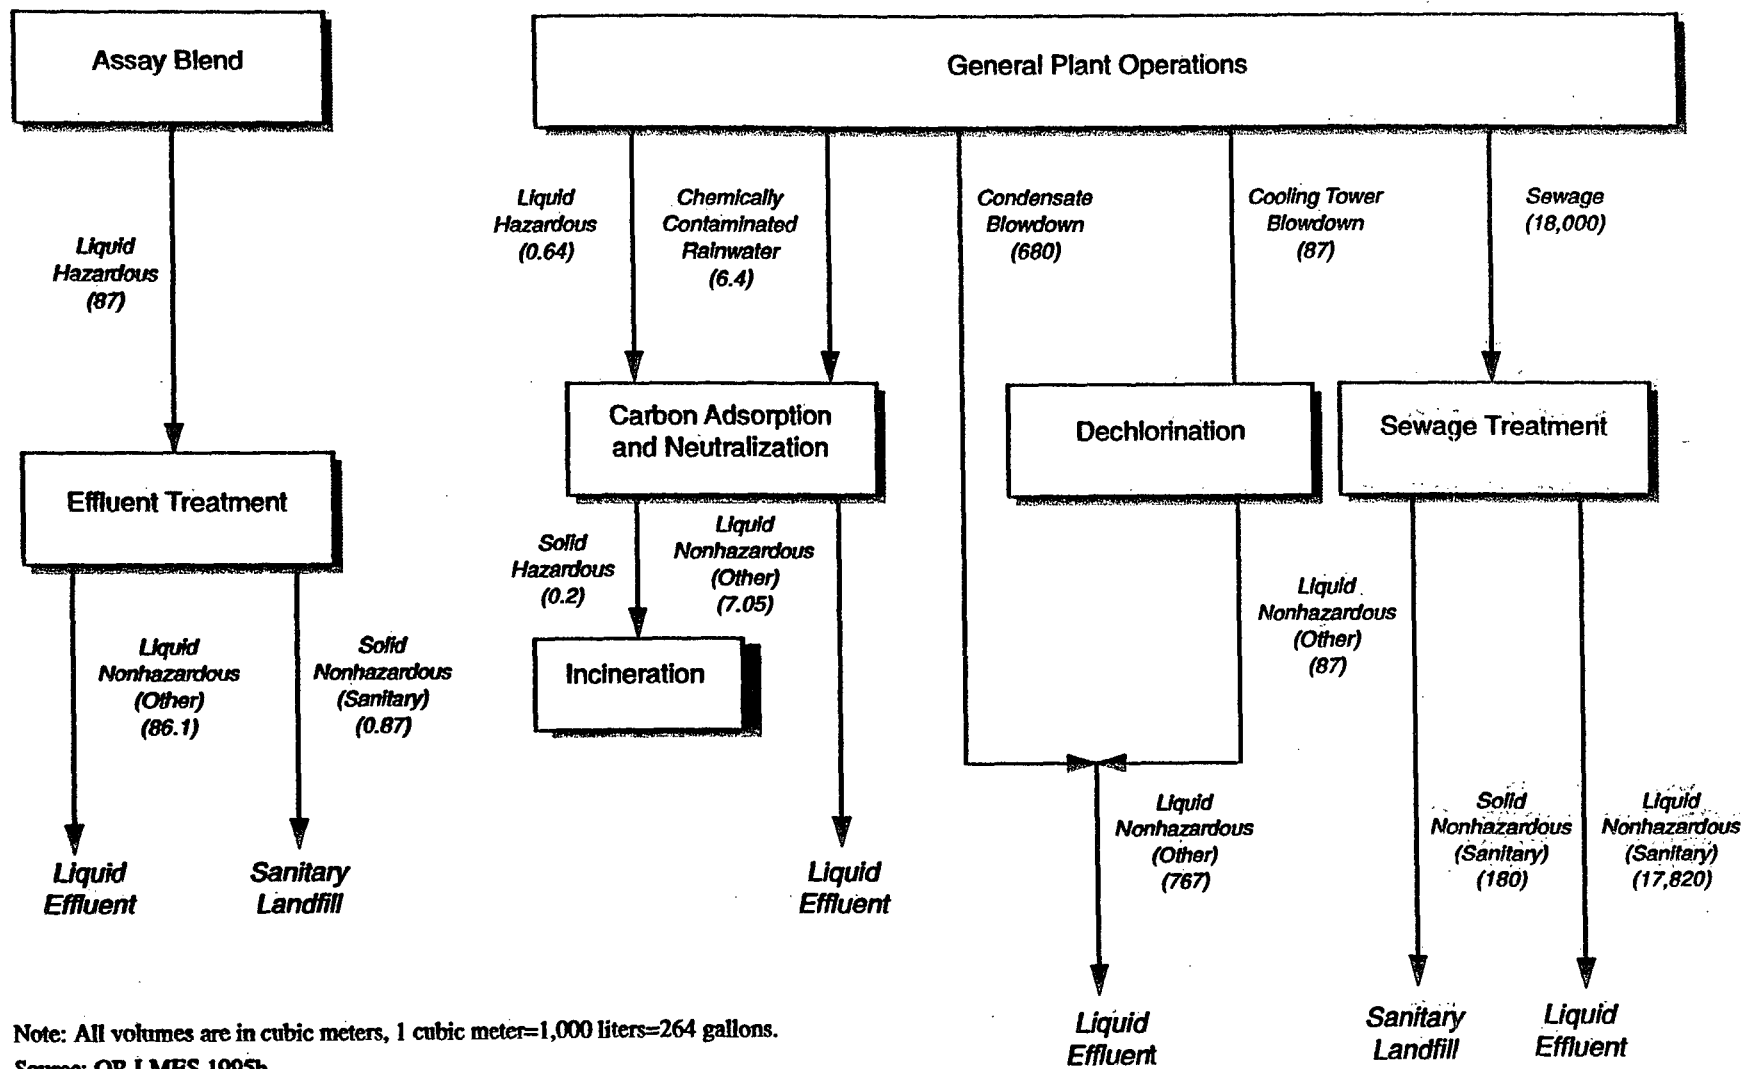 Assay Blend
General Plant Operations
Liquid
Hazardous
(87)
Liquid
Hazardous
(0.64)
Chemically
Contaminated
Rainwater
(6.4)
Condensate
Blowdown
(680)
Cooling Tower
Blowdown
(87)
Sewage
(18,000)
Effluent Treatment
Carbon Adsorption
and Neutralization
Dechlorination
Sewage Treatment
Liquid
Nonhazardous
(Other)
(86.1)
Solid
Nonhazardous
(Sanitary)
(0.87)
Solid
Hazardous
(0.2)
Liquid
Nonhazardous
(Other)
(7.05)
Incineration
Liquid
Nonhazardous
(Other)
(87)
Liquid
Nonhazardous
(Other)
(767)
Solid
Nonhazardous
(Sanitary)
(180)
Liquid
Nonhazardous
(Sanitary)
(17,820)
Liquid
Effluent
Sanitary
Landfill
Liquid
Effluent
Liquid
Effluent
Sanitary
Landfill
Liquid
Effluent
Note: All volumes are in cubic meters, 1 cubic meter=1,000 liters=264 gallons.
Source: OR LMES 1995b